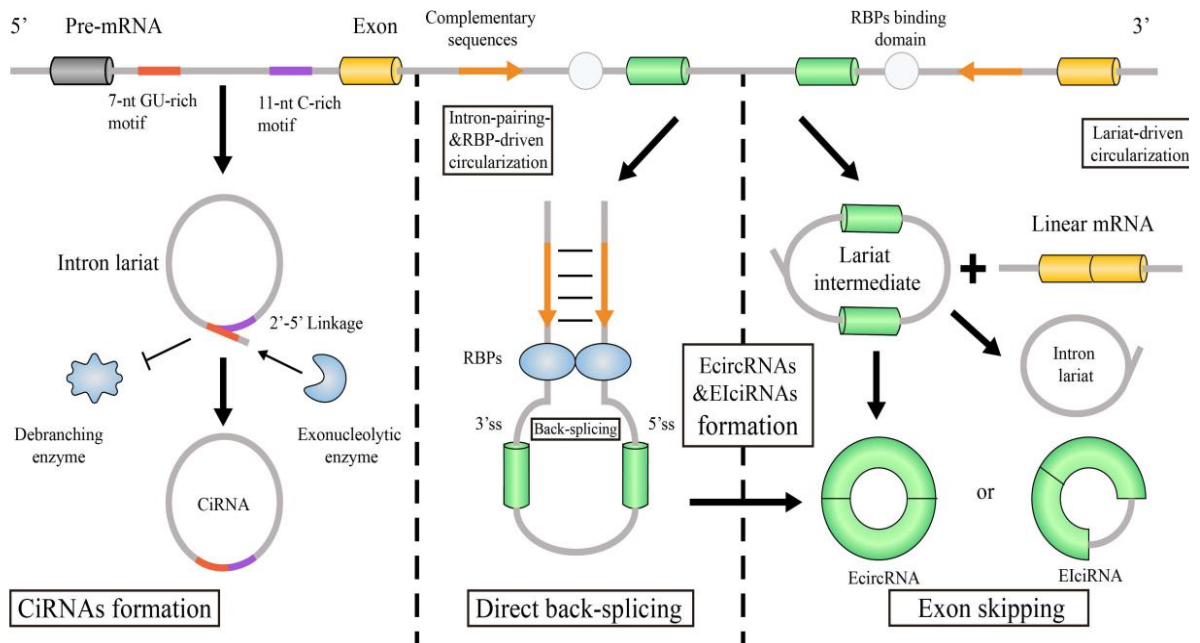 5’
Pre-mRNA
Exon
Complementary
sequences
RBPs binding
domain
3’
7-nt GU-rich
motif
11-nt C-rich
motif
Intron-pairing-
&RBP-driven
circularization
Lariat-driven
circularization
Intron lariat
2’-5’ Linkage
Debranching
enzyme
Exonucleolytic
enzyme
CiRNA
CiRNAs formation
RBPs
3’ss
Back-splicing
5’ss
Direct back-splicing
EcircRNAs
&EIciRNAs
formation
Lariat
intermediate
+
Linear mRNA
Intron
lariat
or
EcircRNA
EIciRNA
Exon skipping